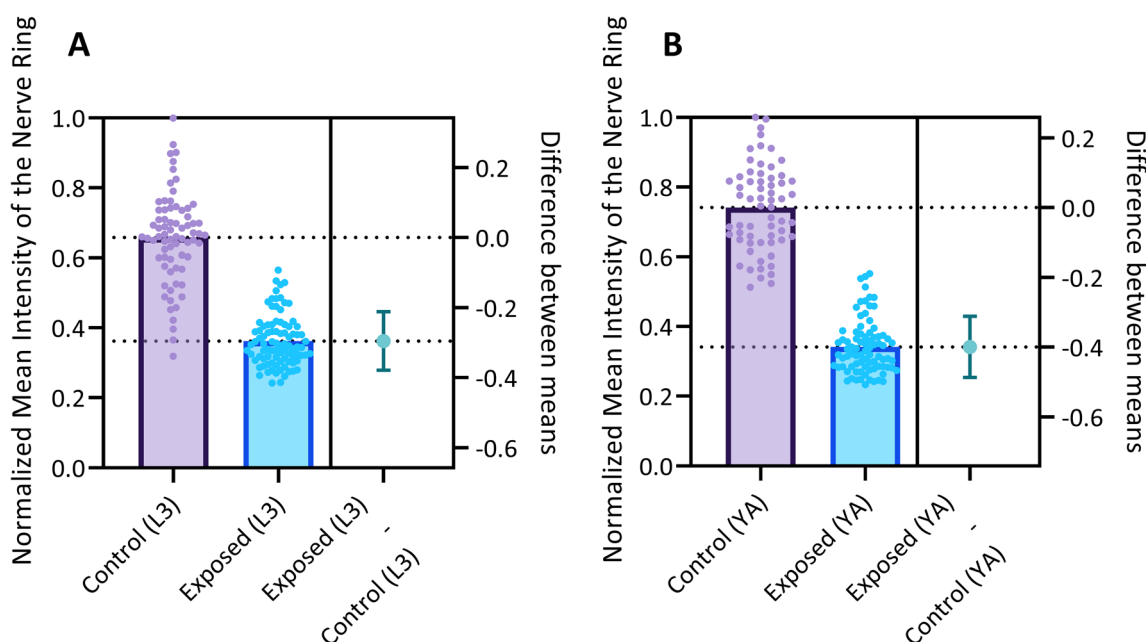 A
Normalized Mean Intensity of the Nerve Ring
1.0
0.8
0.6
0.4
0.2
0.0
0.2
0.0
-0.2
-0.4
-0.6
Difference between means
Control (L3)
Exposed (L3)
Exposed (L3)
-
Control (L3)
B
Normalized Mean Intensity of the Nerve Ring
1.0
0.8
0.6
0.4
0.2
0.0
0.2
0.0
-0.2
-0.4
-0.6
Difference between means
Control (YA)
Exposed (YA)
Exposed (YA)
-
Control (YA)